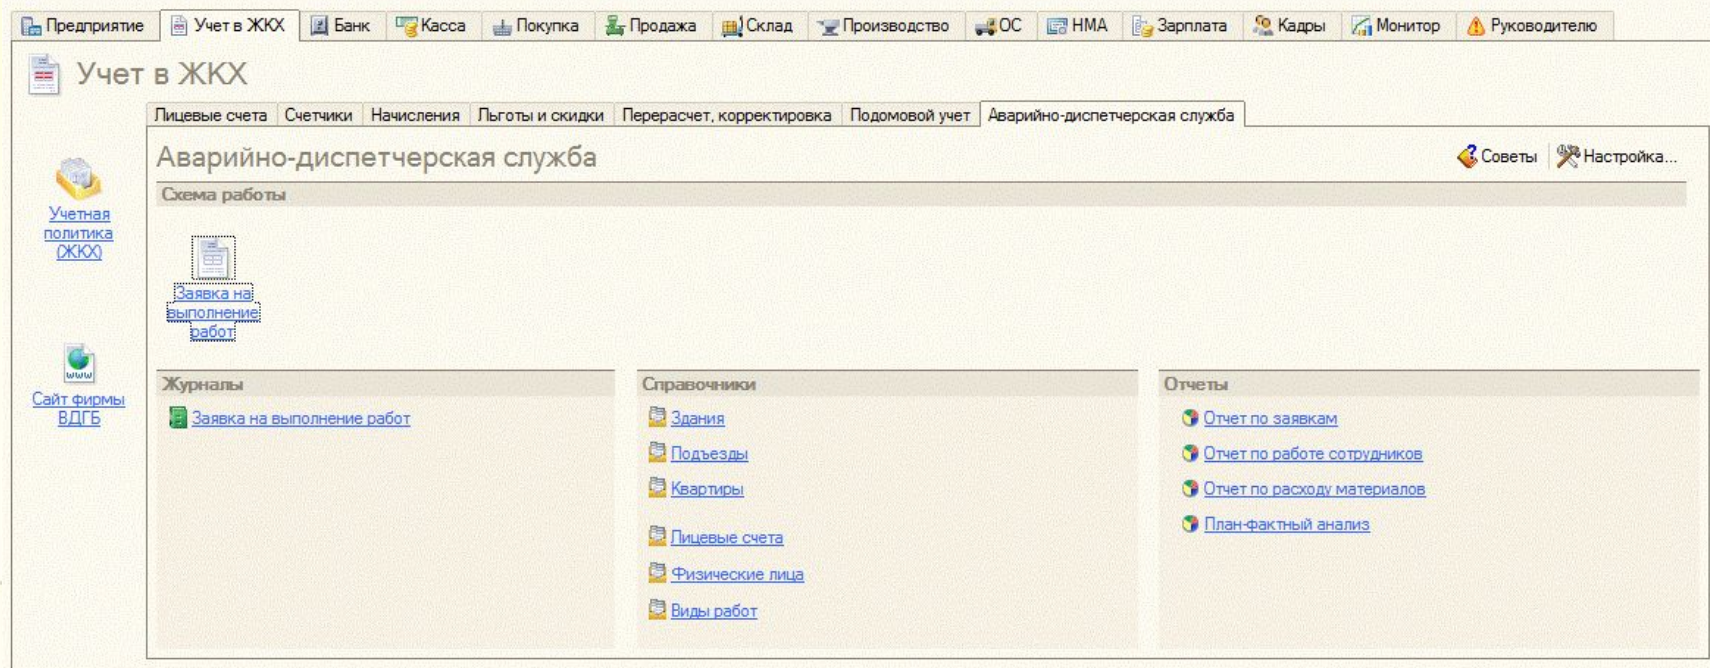 Предприятие Учет в ЖКХ Банк Касса Покупка Продажа Склад Производство ОС НМА Зарплата Кадры Монитор Руководителю
Учет в ЖКХ
Лицевые счета Счетчики Начисления Льготы и скидки Перерасчет, корректировка Подомовой учет Аварийно-диспетчерская служба
Аварийно-диспетчерская служба
Советы Настройка...
Схема работы
Учетная
политика
(ЖКХ)
Заявка на
выполнение
работ
www
Сайт фирмы
ВДГБ
Журналы
Заявка на выполнение работ
Справочники
Здания
Подъезды
Квартиры
Лицевые счета
Физические лица
Виды работ
Отчеты
Отчет по заявкам
Отчет по работе сотрудников
Отчет по расходу материалов
План-фактный анализ